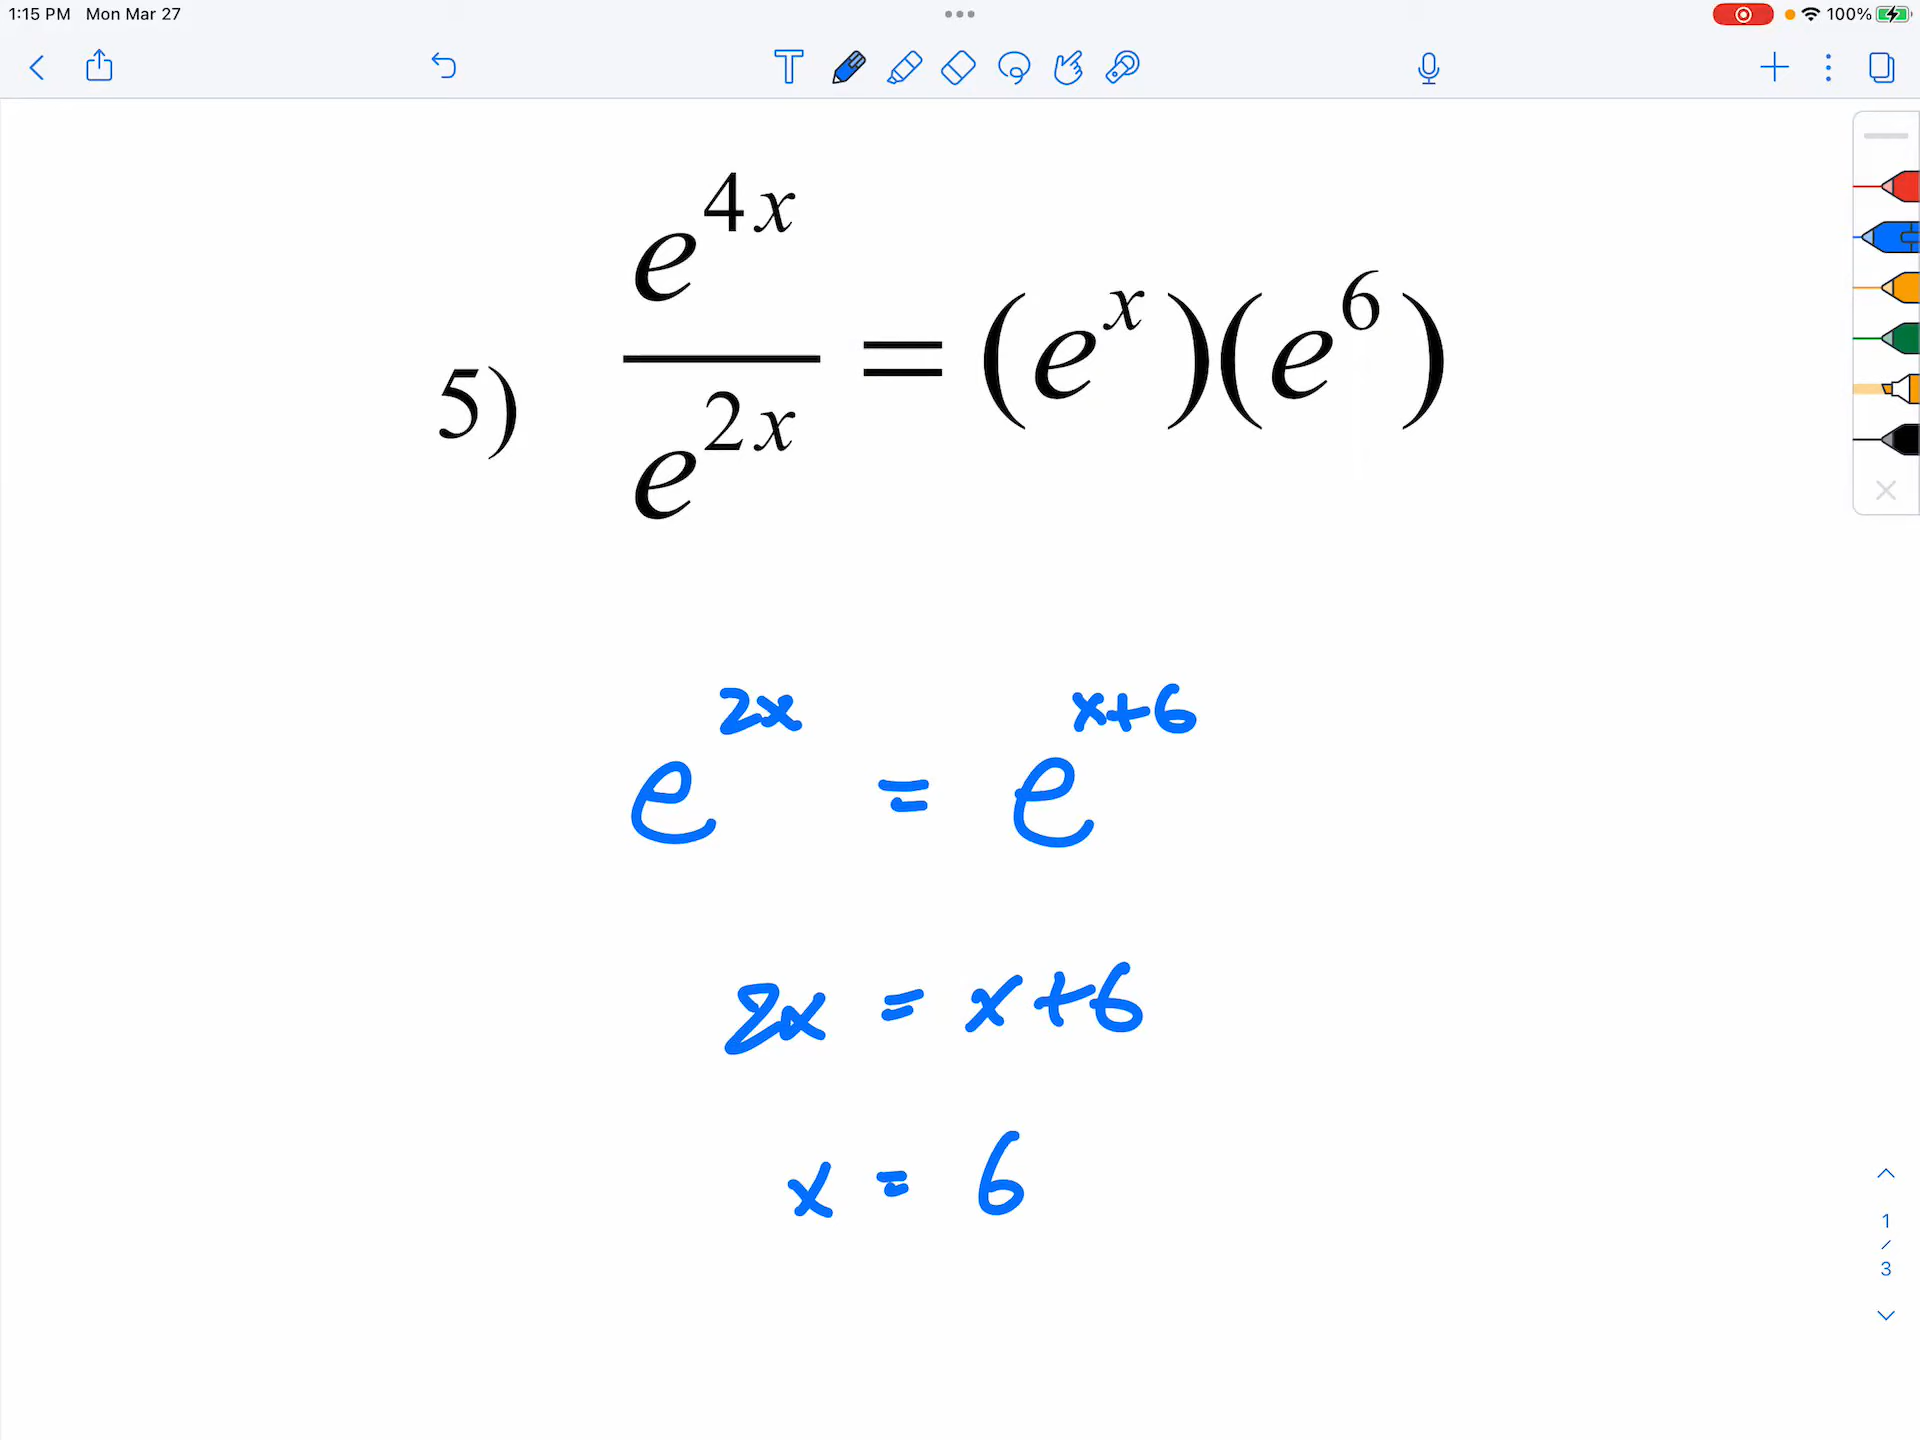 1:15 PM Mon Mar 27
100%
5) e^{4x} / e^{2x} = (e^x)(e^6)
e^{2x} = e^{x+6}
2x = x+6
x = 6
1
/
3